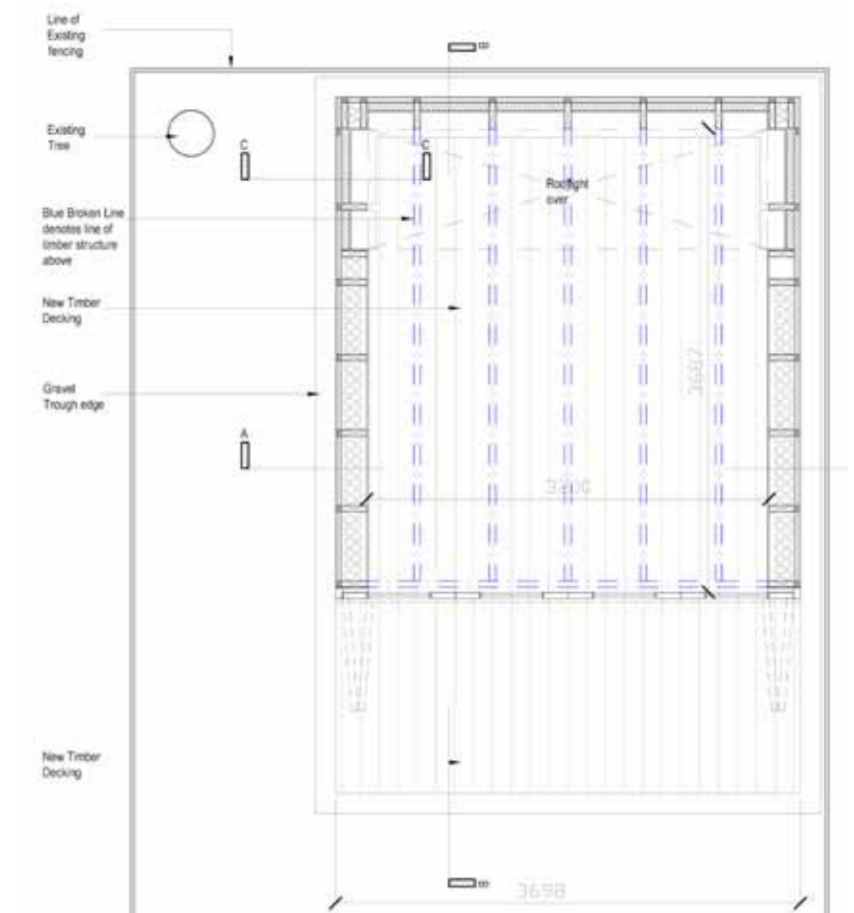 Line of
Existing
fencing
B
Existing
Tree
C
C
Rooflight
over
Blue Broken Line
denotes line of
timber structure
above
New Timber
Decking
3687
Gravel
Trough edge
A
3200
New Timber
Decking
B
3698